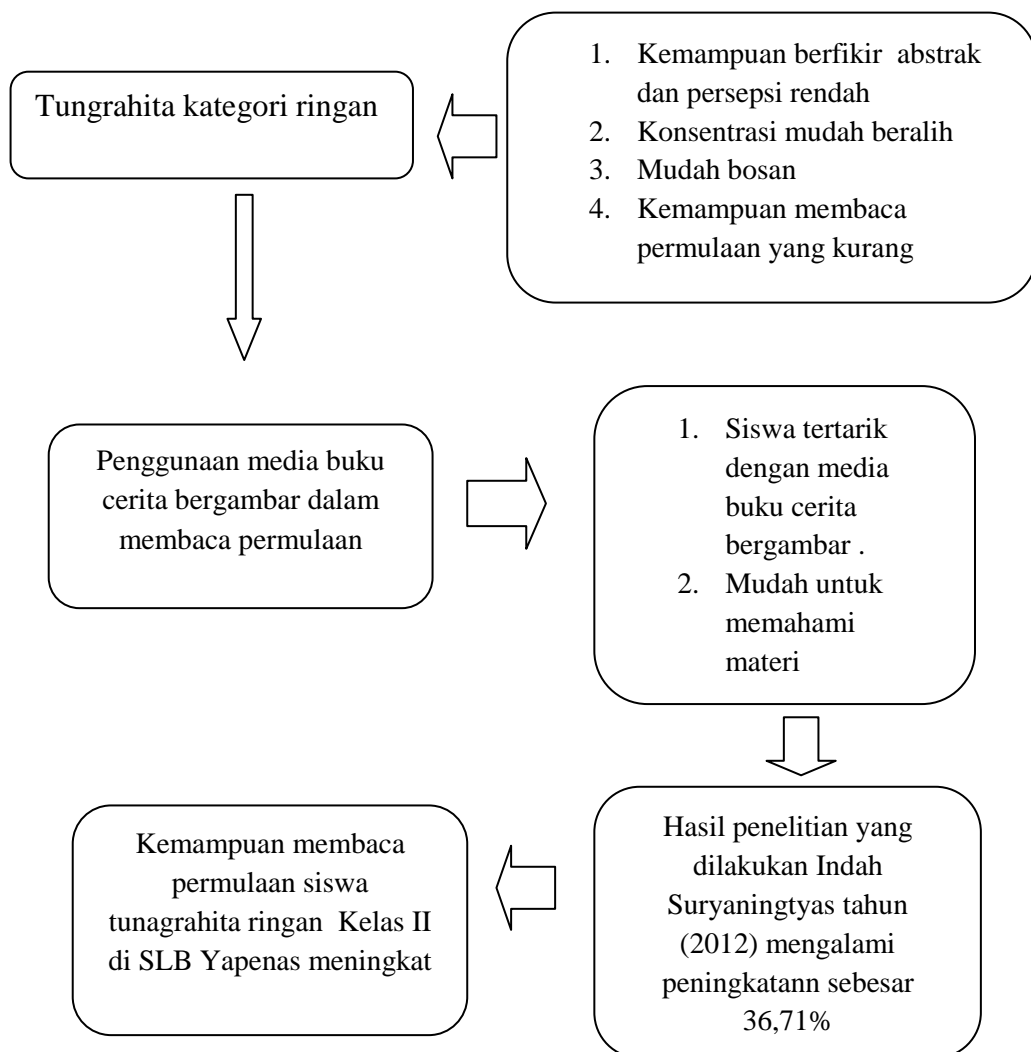 1. Kemampuan berfikir abstrak
dan persepsi rendah
2. Konsentrasi mudah beralih
3. Mudah bosan
4. Kemampuan membaca
permulaan yang kurang
Tungrahita kategori ringan
Penggunaan media buku
cerita bergambar dalam
membaca permulaan
1. Siswa tertarik
dengan media
buku cerita
bergambar .
2. Mudah untuk
memahami
materi
Hasil penelitian yang
dilakukan Indah
Suryaningtyas tahun
(2012) mengalami
peningkatann sebesar
36,71%
Kemampuan membaca
permulaan siswa
tunagrahita ringan Kelas II
di SLB Yapenas meningkat